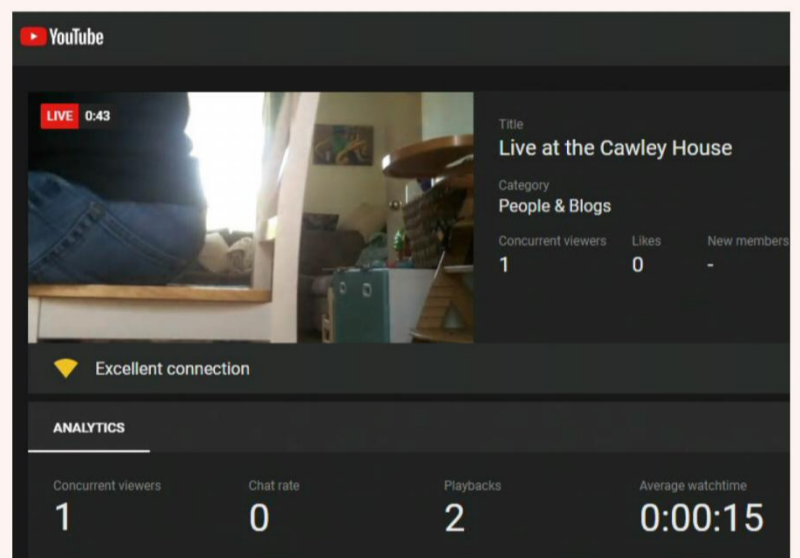 YouTube
LIVE 0:43
Title
Live at the Cawley House
Category
People & Blogs
Concurrent viewers Likes New members
1 0 -
Excellent connection
ANALYTICS
Concurrent viewers Chat rate Playbacks Average watchtime
1 0 2 0:00:15